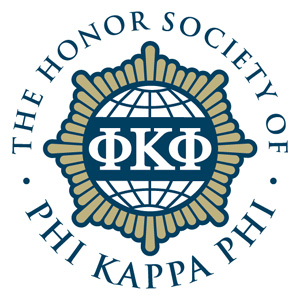 THE HONOR SOCIETY OF
ΦΚΦ
· PHI KAPPA PHI ·